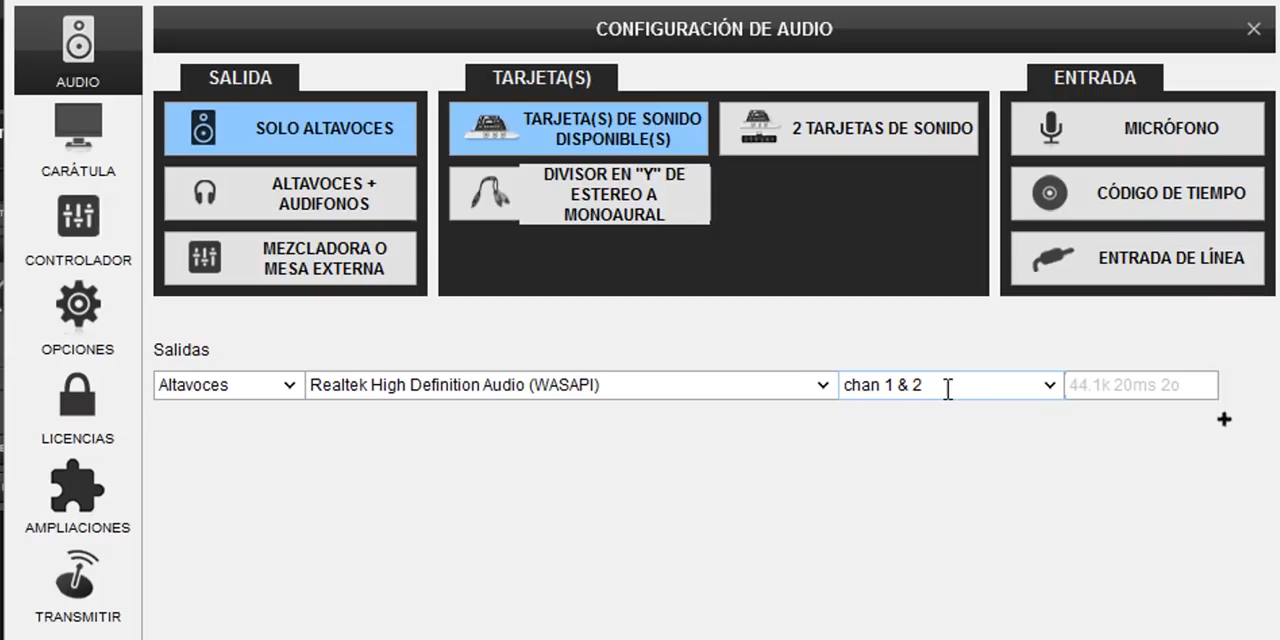 CONFIGURACIÓN DE AUDIO
AUDIO
CARÁTULA
CONTROLADOR
OPCIONES
LICENCIAS
AMPLIACIONES
TRANSMITIR
SALIDA
SOLO ALTAVOCES
ALTAVOCES +
AUDIFONOS
MEZCLADORA O
MESA EXTERNA
TARJETA(S)
TARJETA(S) DE SONIDO
DISPONIBLE(S)
2 TARJETAS DE SONIDO
DIVISOR EN "Y" DE
ESTEREO A
MONOAURAL
ENTRADA
MICRÓFONO
CÓDIGO DE TIEMPO
ENTRADA DE LÍNEA
Salidas
Altavoces
Realtek High Definition Audio (WASAPI)
chan 1 & 2
44.1k 20ms 2o